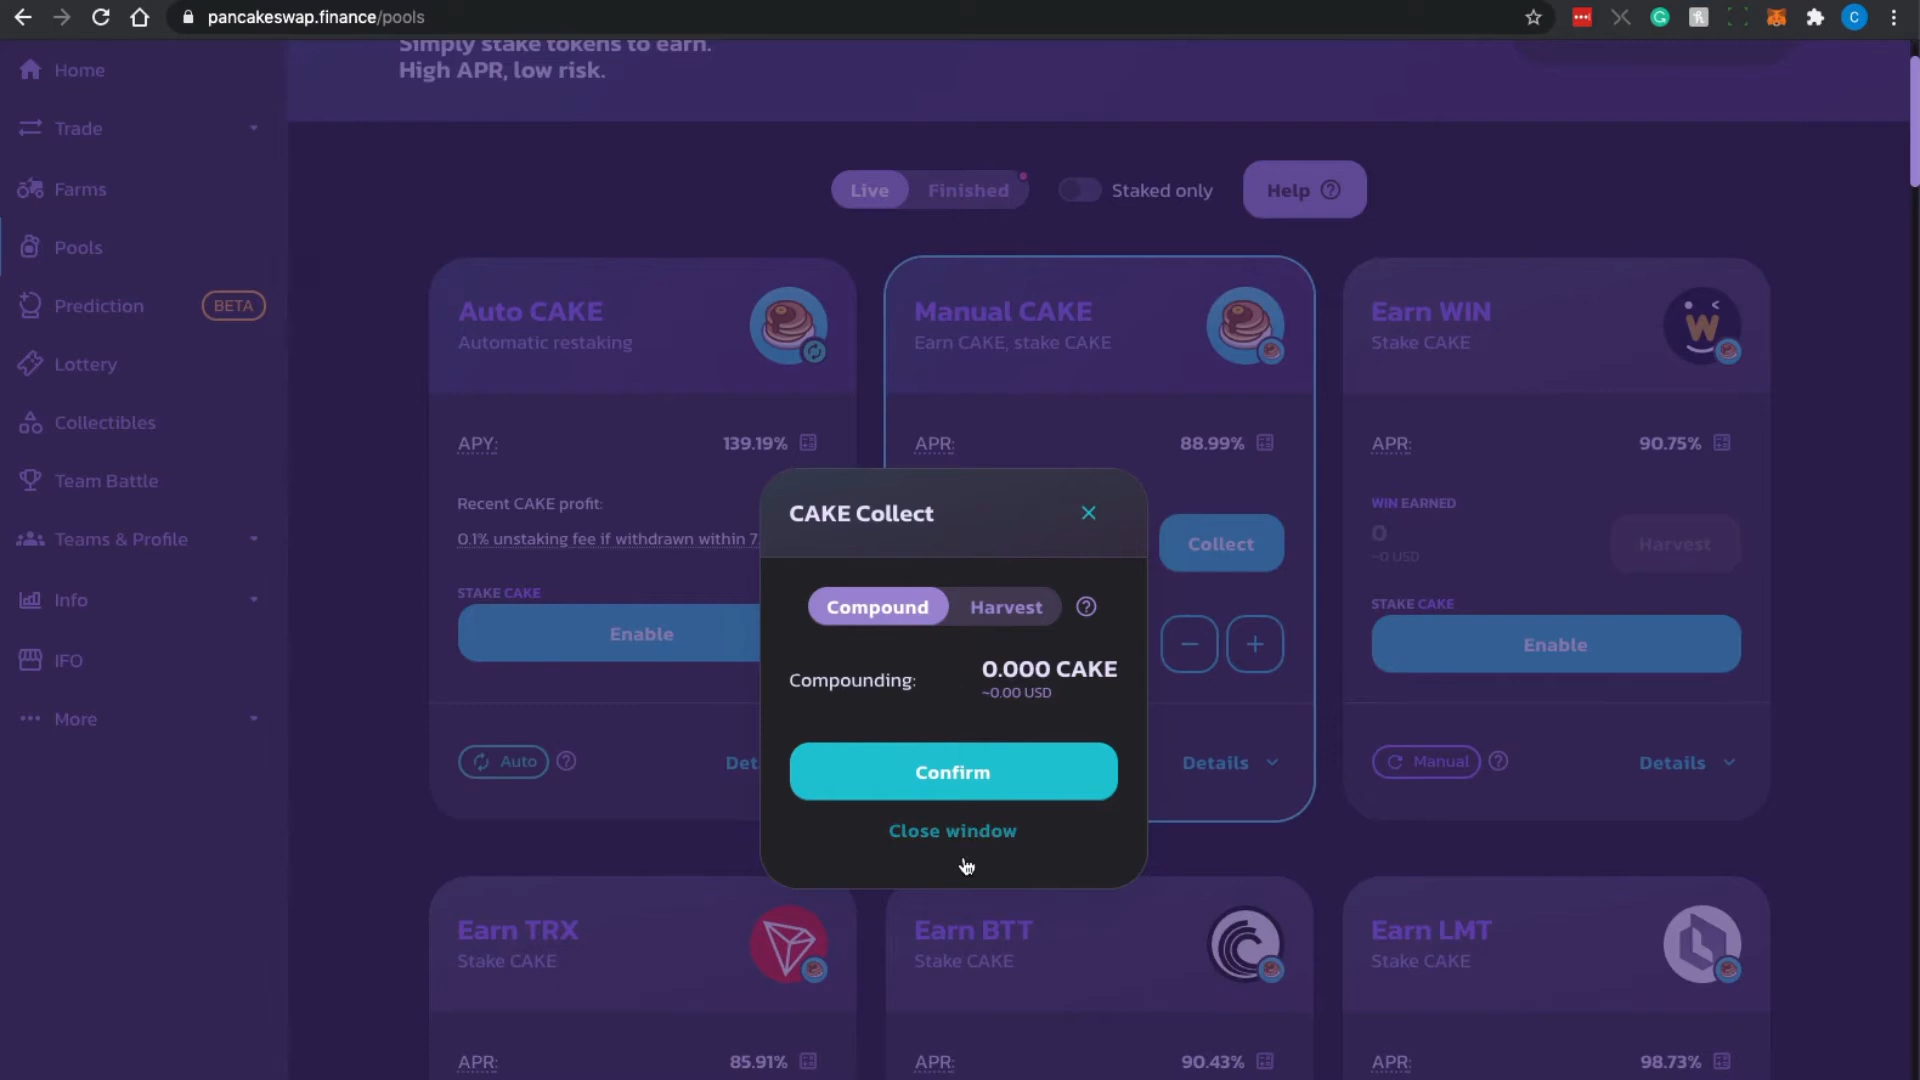 pancakeswap.finance/pools
C
Simply stake tokens to earn.
High APR, low risk.
Home
Trade
Farms
Pools
Prediction BETA
Lottery
Collectibles
Team Battle
Teams & Profile
Info
IFO
More
Live Finished Staked only Help
Auto CAKE
Automatic restaking
APY: 139.19%
Recent CAKE profit:
0.1% unstaking fee if withdrawn within 7
STAKE CAKE
Enable
Auto
Det
Manual CAKE
Earn CAKE, stake CAKE
APR: 88.99%
Collect
Details
Earn WIN
Stake CAKE
APR: 90.75%
WIN EARNED
0
~0 USD
Harvest
STAKE CAKE
Enable
Manual
Details
CAKE Collect
Compound Harvest
Compounding: 0.000 CAKE
~0.00 USD
Confirm
Close window
Earn TRX
Stake CAKE
APR: 85.91%
Earn BTT
Stake CAKE
APR: 90.43%
Earn LMT
Stake CAKE
APR: 98.73%